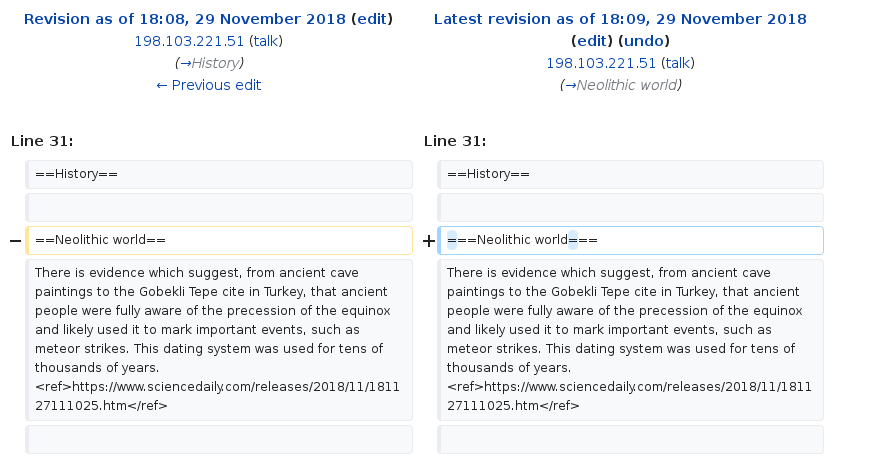 Revision as of 18:08, 29 November 2018 (edit)
198.103.221.51 (talk)
(→History)
← Previous edit
Latest revision as of 18:09, 29 November 2018
(edit) (undo)
198.103.221.51 (talk)
(→Neolithic world)
Line 31:
Line 31:
==History==
==History==
− ==Neolithic world==
+ ===Neolithic world===
There is evidence which suggest, from ancient cave
paintings to the Gobekli Tepe cite in Turkey, that ancient
people were fully aware of the precession of the equinox
and likely used it to mark important events, such as
meteor strikes. This dating system was used for tens of
thousands of years.
<ref>https://www.sciencedaily.com/releases/2018/11/1811
27111025.htm</ref>
There is evidence which suggest, from ancient cave
paintings to the Gobekli Tepe cite in Turkey, that ancient
people were fully aware of the precession of the equinox
and likely used it to mark important events, such as
meteor strikes. This dating system was used for tens of
thousands of years.
<ref>https://www.sciencedaily.com/releases/2018/11/1811
27111025.htm</ref>